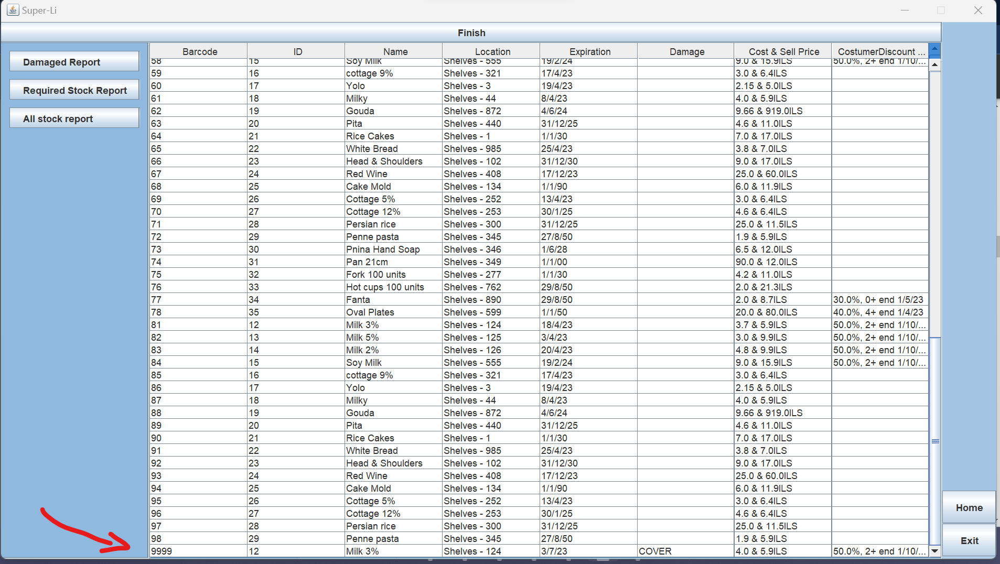 Super-Li
Finish
Damaged Report
Required Stock Report
All stock report
Barcode ID Name Location Expiration Damage Cost & Sell Price CostumerDiscount ...
58 15 Soy Milk Shelves - 555 19/2/24 9.0 & 15.9ILS 50.0%, 2+ end 1/10/...
59 16 cottage 9% Shelves - 321 17/4/23 3.0 & 6.4ILS
60 17 Yolo Shelves - 3 19/4/23 2.15 & 5.0ILS
61 18 Milky Shelves - 44 8/4/23 4.0 & 5.9ILS
62 19 Gouda Shelves - 872 4/6/24 9.66 & 919.0ILS
63 20 Pita Shelves - 440 31/12/25 4.6 & 11.0ILS
64 21 Rice Cakes Shelves - 1 1/1/30 7.0 & 17.0ILS
65 22 White Bread Shelves - 985 25/4/23 3.8 & 7.0ILS
66 23 Head & Shoulders Shelves - 102 31/12/30 9.0 & 17.0ILS
67 24 Red Wine Shelves - 408 17/12/23 25.0 & 60.0ILS
68 25 Cake Mold Shelves - 134 1/1/90 6.0 & 11.9ILS
69 26 Cottage 5% Shelves - 252 13/4/23 3.0 & 6.4ILS
70 27 Cottage 12% Shelves - 253 30/1/25 4.6 & 6.4ILS
71 28 Persian rice Shelves - 300 31/12/25 25.0 & 11.5ILS
72 29 Penne pasta Shelves - 345 27/8/50 1.9 & 5.9ILS
73 30 Pnina Hand Soap Shelves - 346 1/6/28 6.5 & 12.0ILS
74 31 Pan 21cm Shelves - 349 1/1/00 90.0 & 12.0ILS
75 32 Fork 100 units Shelves - 277 1/1/30 4.2 & 11.0ILS
76 33 Hot cups 100 units Shelves - 762 29/8/50 2.0 & 21.3ILS
77 34 Fanta Shelves - 890 29/8/50 2.0 & 8.7ILS 30.0%, 0+ end 1/5/23
78 35 Oval Plates Shelves - 599 1/1/50 20.0 & 80.0ILS 40.0%, 4+ end 1/4/23
81 12 Milk 3% Shelves - 124 18/4/23 3.7 & 5.9ILS 50.0%, 2+ end 1/10/...
82 13 Milk 5% Shelves - 125 3/4/23 3.0 & 9.9ILS 50.0%, 2+ end 1/10/...
83 14 Milk 2% Shelves - 126 20/4/23 4.8 & 9.9ILS 50.0%, 2+ end 1/10/...
84 15 Soy Milk Shelves - 555 19/2/24 9.0 & 15.9ILS 50.0%, 2+ end 1/10/...
85 16 cottage 9% Shelves - 321 17/4/23 3.0 & 6.4ILS
86 17 Yolo Shelves - 3 19/4/23 2.15 & 5.0ILS
87 18 Milky Shelves - 44 8/4/23 4.0 & 5.9ILS
88 19 Gouda Shelves - 872 4/6/24 9.66 & 919.0ILS
89 20 Pita Shelves - 440 31/12/25 4.6 & 11.0ILS
90 21 Rice Cakes Shelves - 1 1/1/30 7.0 & 17.0ILS
91 22 White Bread Shelves - 985 25/4/23 3.8 & 7.0ILS
92 23 Head & Shoulders Shelves - 102 31/12/30 9.0 & 17.0ILS
93 24 Red Wine Shelves - 408 17/12/23 25.0 & 60.0ILS
94 25 Cake Mold Shelves - 134 1/1/90 6.0 & 11.9ILS
95 26 Cottage 5% Shelves - 252 13/4/23 3.0 & 6.4ILS
96 27 Cottage 12% Shelves - 253 30/1/25 4.6 & 6.4ILS
97 28 Persian rice Shelves - 300 31/12/25 25.0 & 11.5ILS
98 29 Penne pasta Shelves - 345 27/8/50 1.9 & 5.9ILS
9999 12 Milk 3% Shelves - 124 3/7/23 COVER 4.0 & 5.9ILS 50.0%, 2+ end 1/10/...
Home
Exit